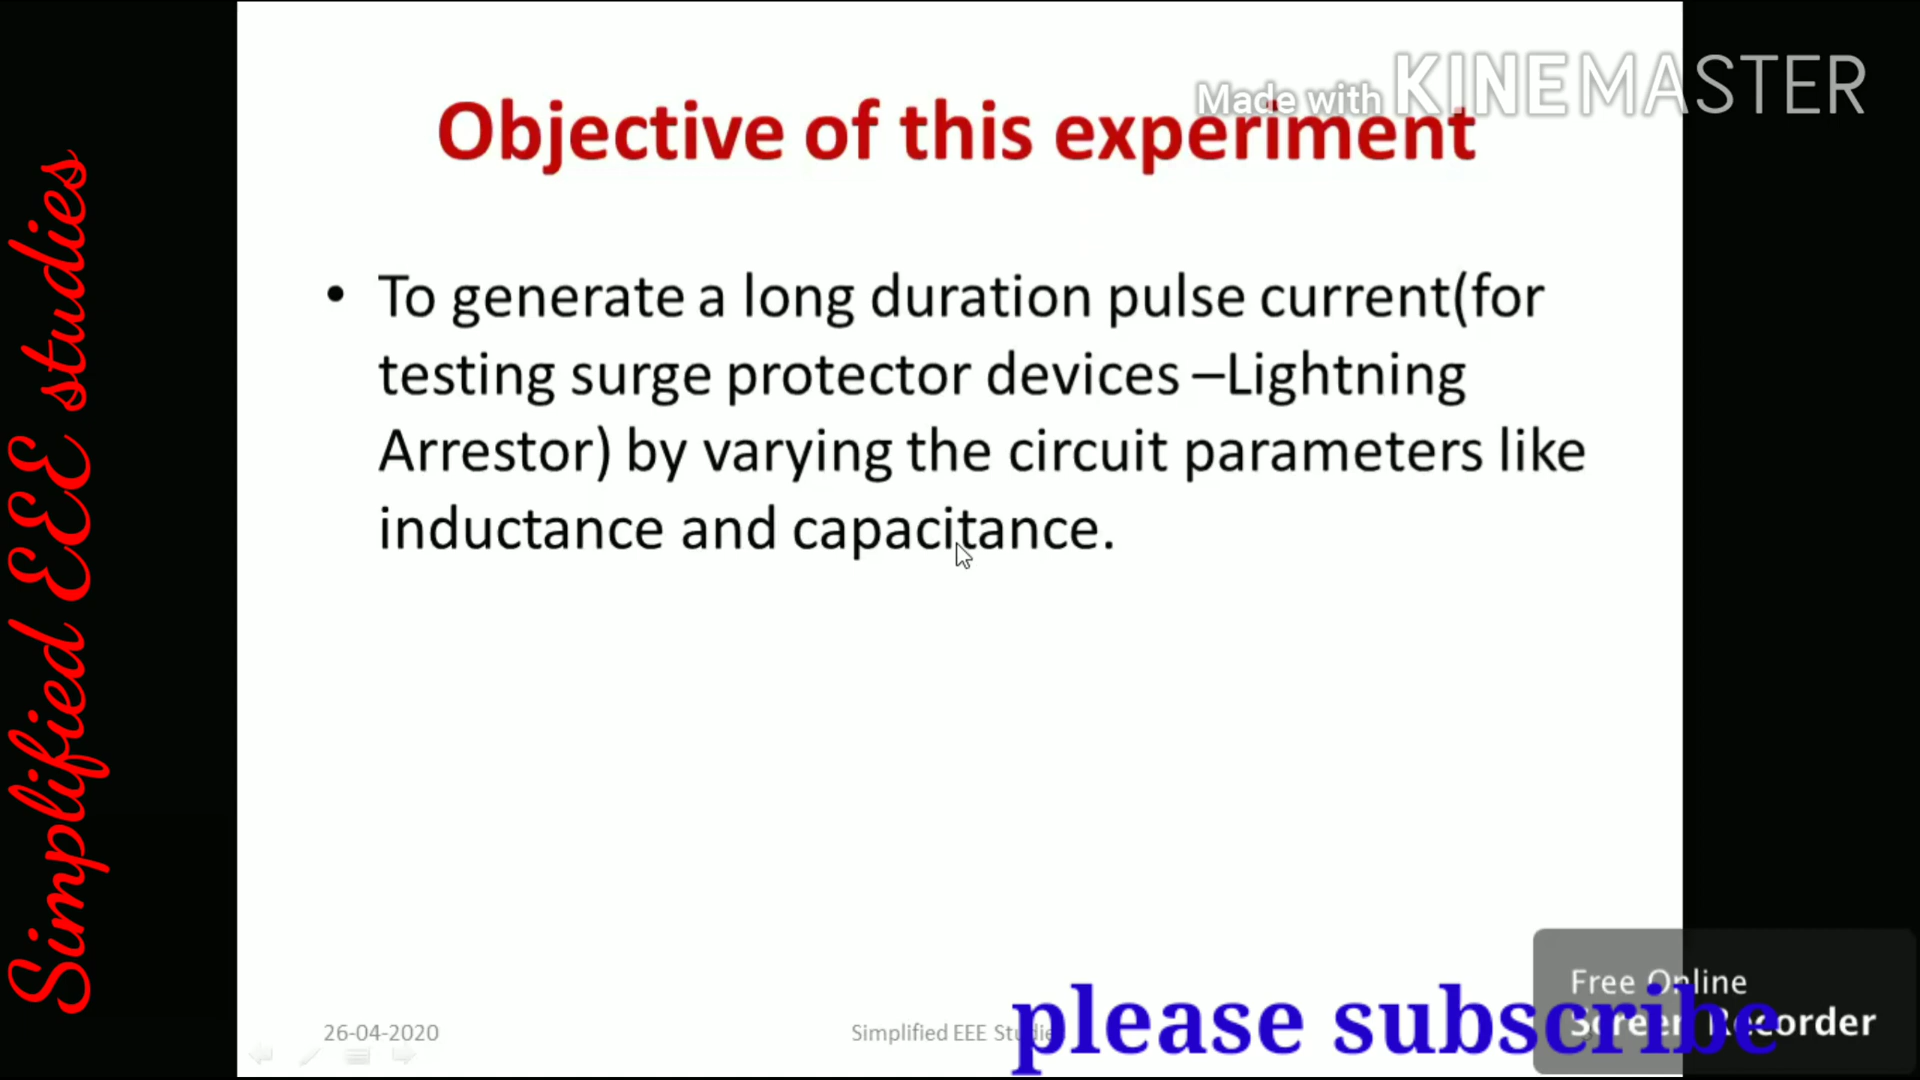 Made with KINEMASTER
Objective of this experiment
• To generate a long duration pulse current(for
testing surge protector devices –Lightning
Arrestor) by varying the circuit parameters like
inductance and capacitance.
Simplified EEE studies
26-04-2020
Simplified EEE Studie
please subscribe
Free Online
Screen Recorder